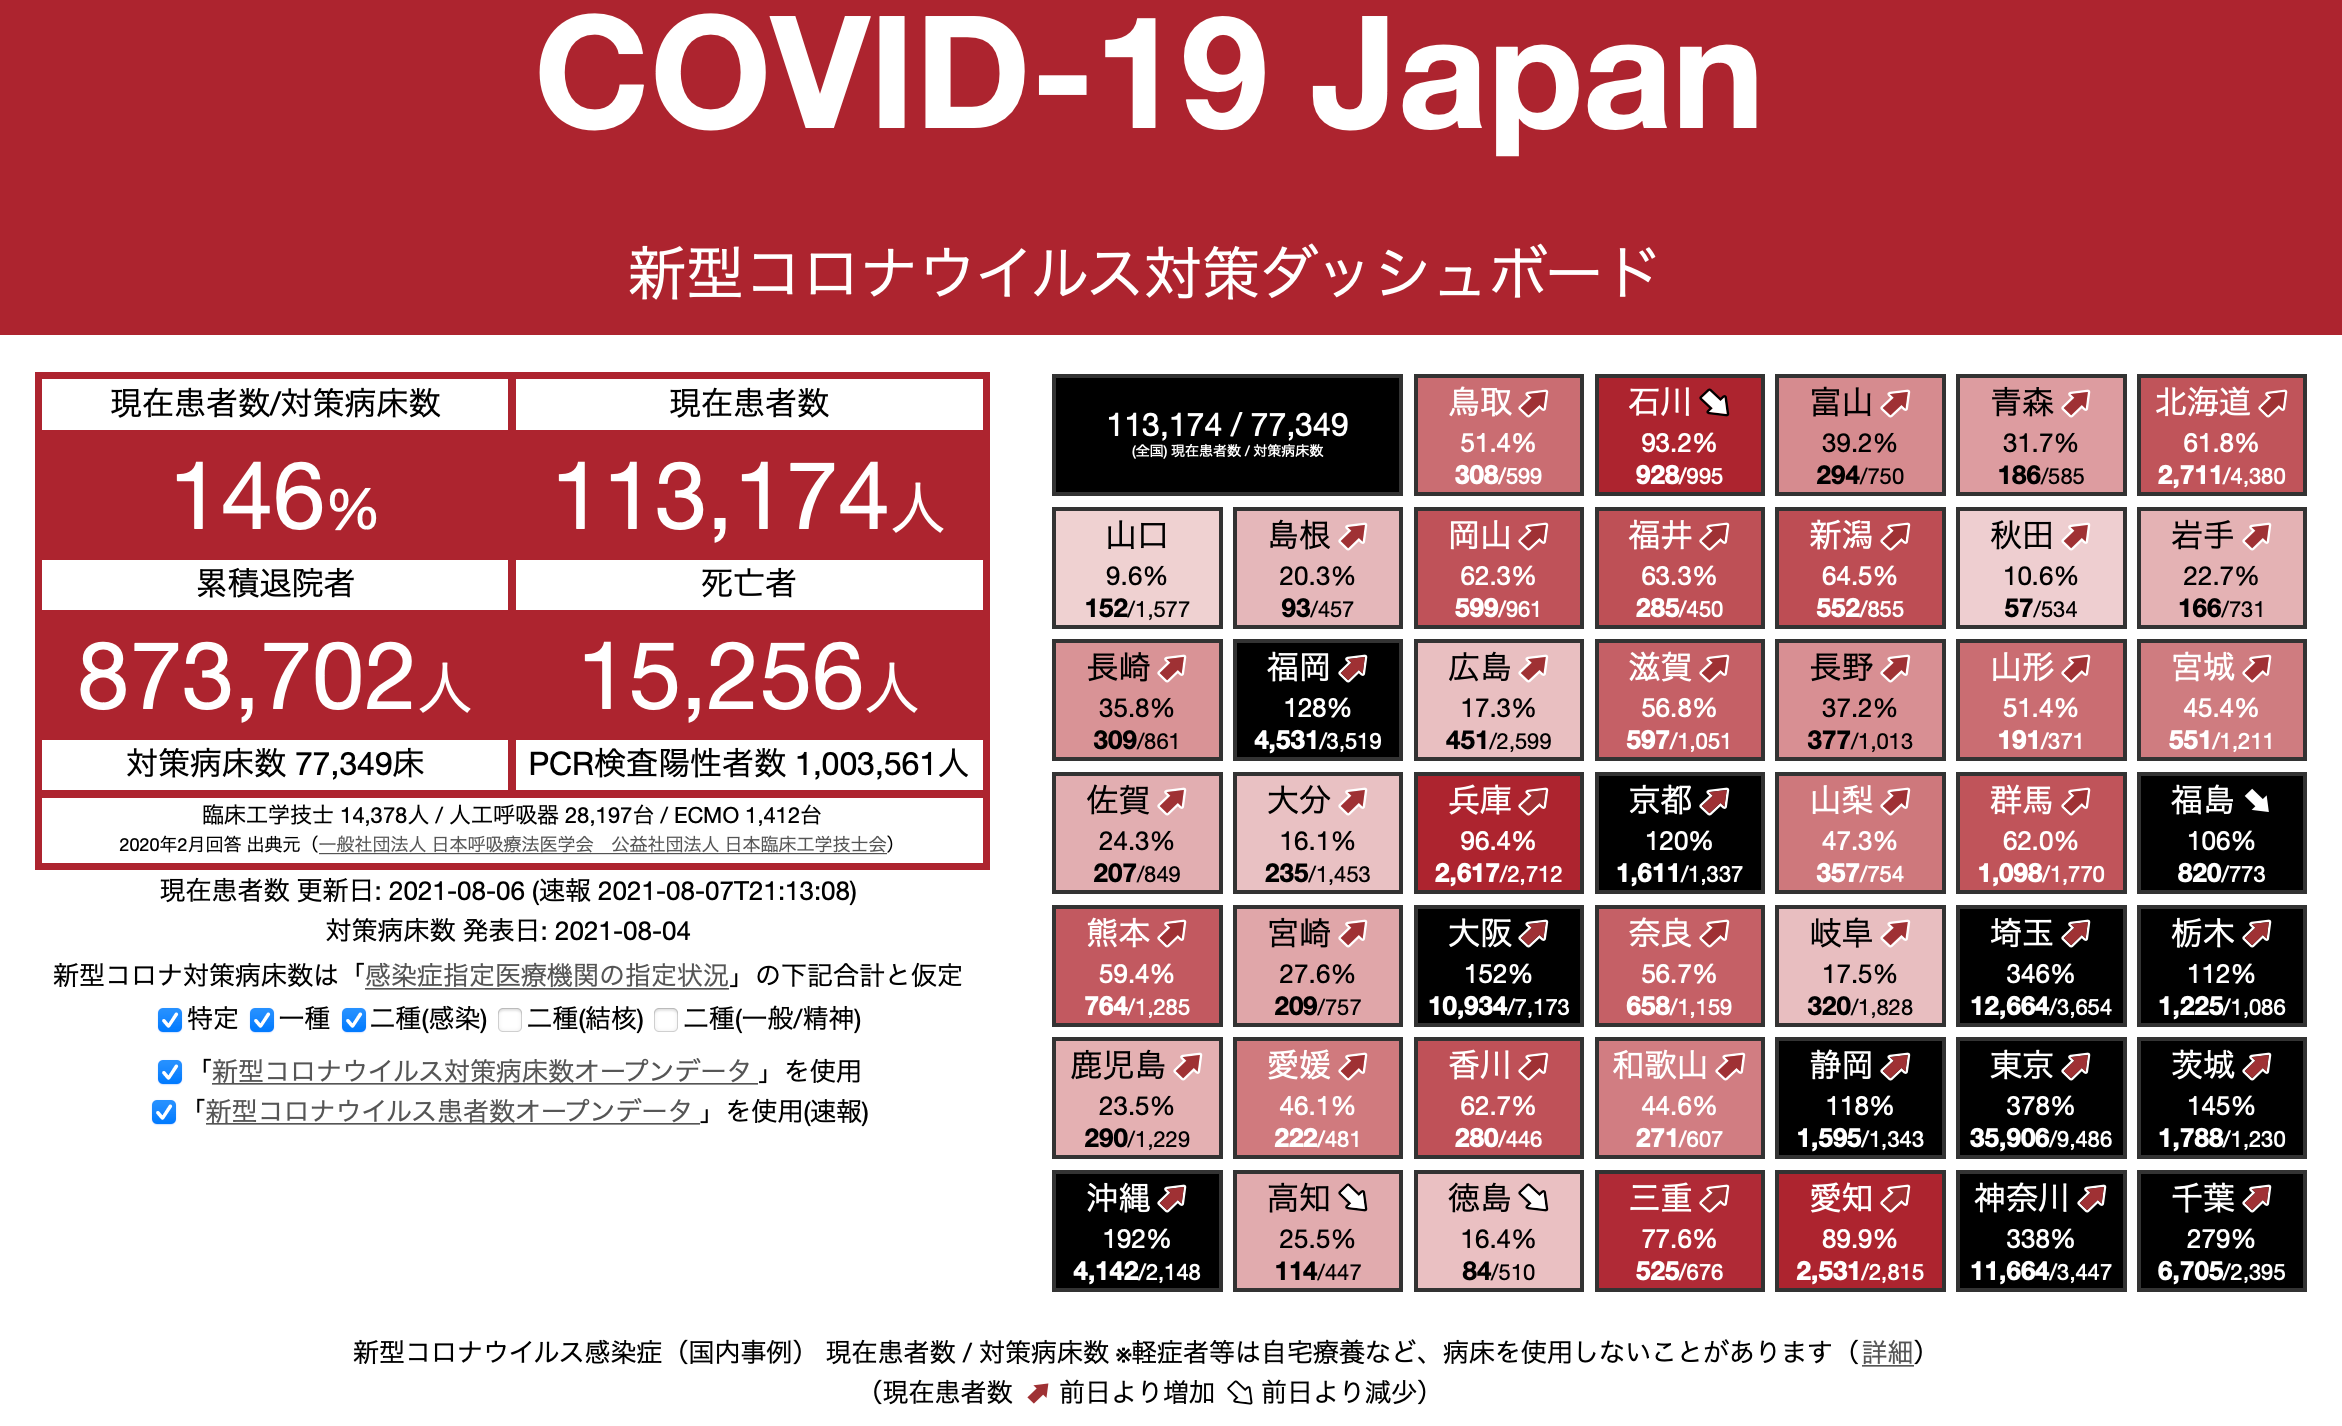 COVID-19 Japan
新型コロナウイルス対策ダッシュボード
現在患者数/対策病床数
現在患者数
146%
113,174人
累積退院者
死亡者
873,702人
15,256人
対策病床数 77,349床
PCR検査陽性者数 1,003,561人
臨床工学技士 14,378人 / 人工呼吸器 28,197台 / ECMO 1,412台
2020年2月回答 出典元（一般社団法人 日本呼吸療法医学会　公益社団法人 日本臨床工学技士会）
現在患者数 更新日: 2021-08-06 (速報 2021-08-07T21:13:08)
対策病床数 発表日: 2021-08-04
新型コロナ対策病床数は「感染症指定医療機関の指定状況」の下記合計と仮定
特定 一種 二種(感染) 二種(結核) 二種(一般/精神)
「新型コロナウイルス対策病床数オープンデータ」を使用
「新型コロナウイルス患者数オープンデータ」を使用(速報)
113,174 / 77,349
(全国) 現在患者数 / 対策病床数
鳥取
51.4%
308/599
石川
93.2%
928/995
富山
39.2%
294/750
青森
31.7%
186/585
北海道
61.8%
2,711/4,380
山口
9.6%
152/1,577
島根
20.3%
93/457
岡山
62.3%
599/961
福井
63.3%
285/450
新潟
64.5%
552/855
秋田
10.6%
57/534
岩手
22.7%
166/731
長崎
35.8%
309/861
福岡
128%
4,531/3,519
広島
17.3%
451/2,599
滋賀
56.8%
597/1,051
長野
37.2%
377/1,013
山形
51.4%
191/371
宮城
45.4%
551/1,211
佐賀
24.3%
207/849
大分
16.1%
235/1,453
兵庫
96.4%
2,617/2,712
京都
120%
1,611/1,337
山梨
47.3%
357/754
群馬
62.0%
1,098/1,770
福島
106%
820/773
熊本
59.4%
764/1,285
宮崎
27.6%
209/757
大阪
152%
10,934/7,173
奈良
56.7%
658/1,159
岐阜
17.5%
320/1,828
埼玉
346%
12,664/3,654
栃木
112%
1,225/1,086
鹿児島
23.5%
290/1,229
愛媛
46.1%
222/481
香川
62.7%
280/446
和歌山
44.6%
271/607
静岡
118%
1,595/1,343
東京
378%
35,906/9,486
茨城
145%
1,788/1,230
沖縄
192%
4,142/2,148
高知
25.5%
114/447
徳島
16.4%
84/510
三重
77.6%
525/676
愛知
89.9%
2,531/2,815
神奈川
338%
11,664/3,447
千葉
279%
6,705/2,395
新型コロナウイルス感染症（国内事例） 現在患者数 / 対策病床数 ※軽症者等は自宅療養など、病床を使用しないことがあります（詳細）
（現在患者数 前日より増加 前日より減少）